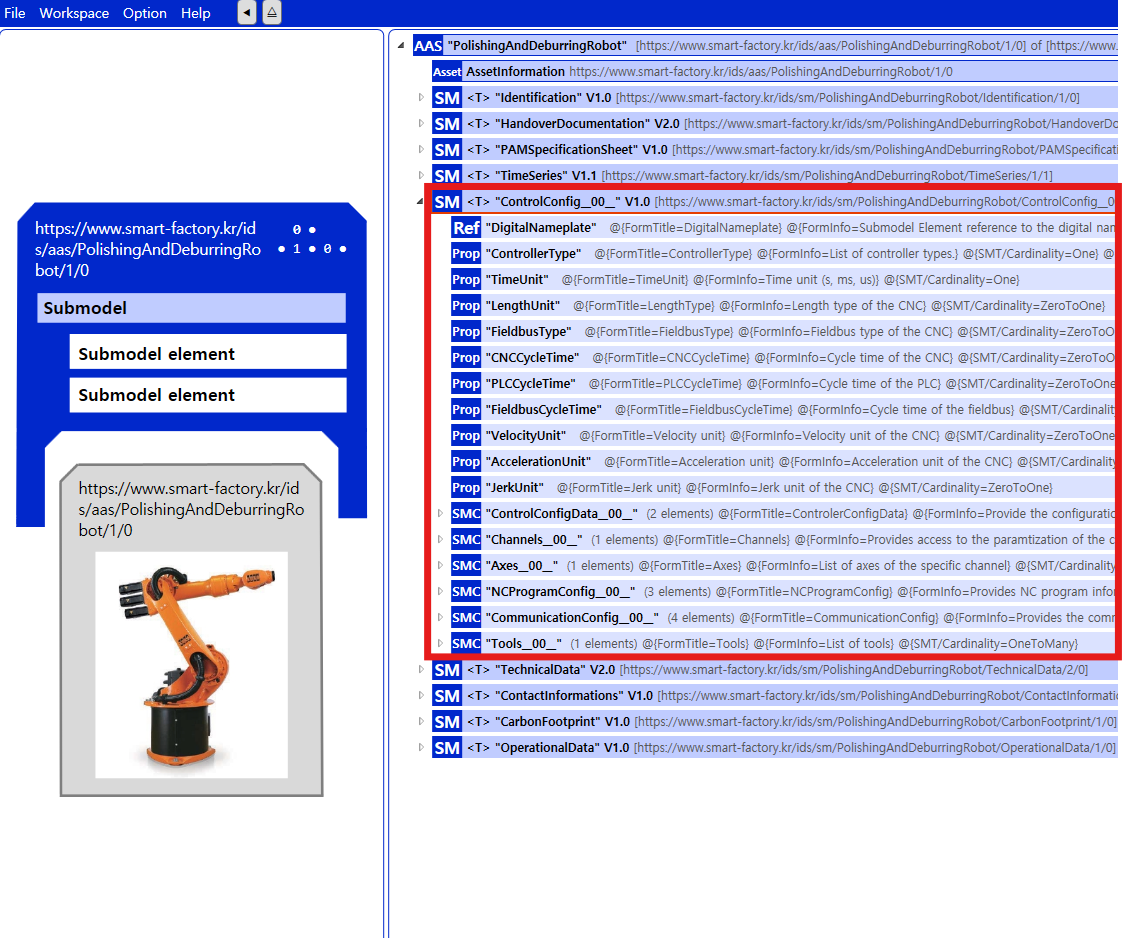 File Workspace Option Help
https://www.smart-factory.kr/id
s/aas/PolishingAndDeburringRo
bot/1/0
0
1 0
Submodel
Submodel element
Submodel element
https://www.smart-factory.kr/id
s/aas/PolishingAndDeburringRo
bot/1/0
AAS "PolishingAndDeburringRobot" [https://www.smart-factory.kr/ids/aas/PolishingAndDeburringRobot/1/0] of [https://www.
Asset AssetInformation https://www.smart-factory.kr/ids/aas/PolishingAndDeburringRobot/1/0
SM <T> "Identification" V1.0 [https://www.smart-factory.kr/ids/sm/PolishingAndDeburringRobot/Identification/1/0]
SM <T> "HandoverDocumentation" V2.0 [https://www.smart-factory.kr/ids/sm/PolishingAndDeburringRobot/HandoverDo
SM <T> "PAMSpecificationSheet" V1.0 [https://www.smart-factory.kr/ids/sm/PolishingAndDeburringRobot/PAMSpecificati
SM <T> "TimeSeries" V1.1 [https://www.smart-factory.kr/ids/sm/PolishingAndDeburringRobot/TimeSeries/1/1]
SM <T> "ControlConfig__00__" V1.0 [https://www.smart-factory.kr/ids/sm/PolishingAndDeburringRobot/ControlConfig__0
Ref "DigitalNameplate" @{FormTitle=DigitalNameplate} @{FormInfo=Submodel Element reference to the digital nam
Prop "ControllerType" @{FormTitle=ControllerType} @{FormInfo=List of controller types.} @{SMT/Cardinality=One} @
Prop "TimeUnit" @{FormTitle=TimeUnit} @{FormInfo=Time unit (s, ms, us)} @{SMT/Cardinality=One}
Prop "LengthUnit" @{FormTitle=LengthType} @{FormInfo=Length type of the CNC} @{SMT/Cardinality=ZeroToOne}
Prop "FieldbusType" @{FormTitle=FieldbusType} @{FormInfo=Fieldbus type of the CNC} @{SMT/Cardinality=ZeroToO
Prop "CNCCycleTime" @{FormTitle=CNCCycleTime} @{FormInfo=Cycle time of the CNC} @{SMT/Cardinality=ZeroToO
Prop "PLCCycleTime" @{FormTitle=PLCCycleTime} @{FormInfo=Cycle time of the PLC} @{SMT/Cardinality=ZeroToOne
Prop "FieldbusCycleTime" @{FormTitle=FieldbusCycleTime} @{FormInfo=Cycle time of the fieldbus} @{SMT/Cardinality
Prop "VelocityUnit" @{FormTitle=Velocity unit} @{FormInfo=Velocity unit of the CNC} @{SMT/Cardinality=ZeroToOne
Prop "AccelerationUnit" @{FormTitle=Acceleration unit} @{FormInfo=Acceleration unit of the CNC} @{SMT/Cardinality
Prop "JerkUnit" @{FormTitle=Jerk unit} @{FormInfo=Jerk unit of the CNC} @{SMT/Cardinality=ZeroToOne}
SMC "ControlConfigData__00__" (2 elements) @{FormTitle=ControlerConfigData} @{FormInfo=Provide the configuration
SMC "Channels__00__" (1 elements) @{FormTitle=Channels} @{FormInfo=Provides access to the paramtization of the c
SMC "Axes__00__" (1 elements) @{FormTitle=Axes} @{FormInfo=List of axes of the specific channel} @{SMT/Cardinality
SMC "NCProgramConfig__00__" (3 elements) @{FormTitle=NCProgramConfig} @{FormInfo=Provides NC program infor
SMC "CommunicationConfig__00__" (4 elements) @{FormTitle=CommunicationConfig} @{FormInfo=Provides the comm
SMC "Tools__00__" (1 elements) @{FormTitle=Tools} @{FormInfo=List of tools} @{SMT/Cardinality=OneToMany}
SM <T> "TechnicalData" V2.0 [https://www.smart-factory.kr/ids/sm/PolishingAndDeburringRobot/TechnicalData/2/0]
SM <T> "ContactInformations" V1.0 [https://www.smart-factory.kr/ids/sm/PolishingAndDeburringRobot/ContactInformatio
SM <T> "CarbonFootprint" V1.0 [https://www.smart-factory.kr/ids/sm/PolishingAndDeburringRobot/CarbonFootprint/1/0]
SM <T> "OperationalData" V1.0 [https://www.smart-factory.kr/ids/sm/PolishingAndDeburringRobot/OperationalData/1/0]